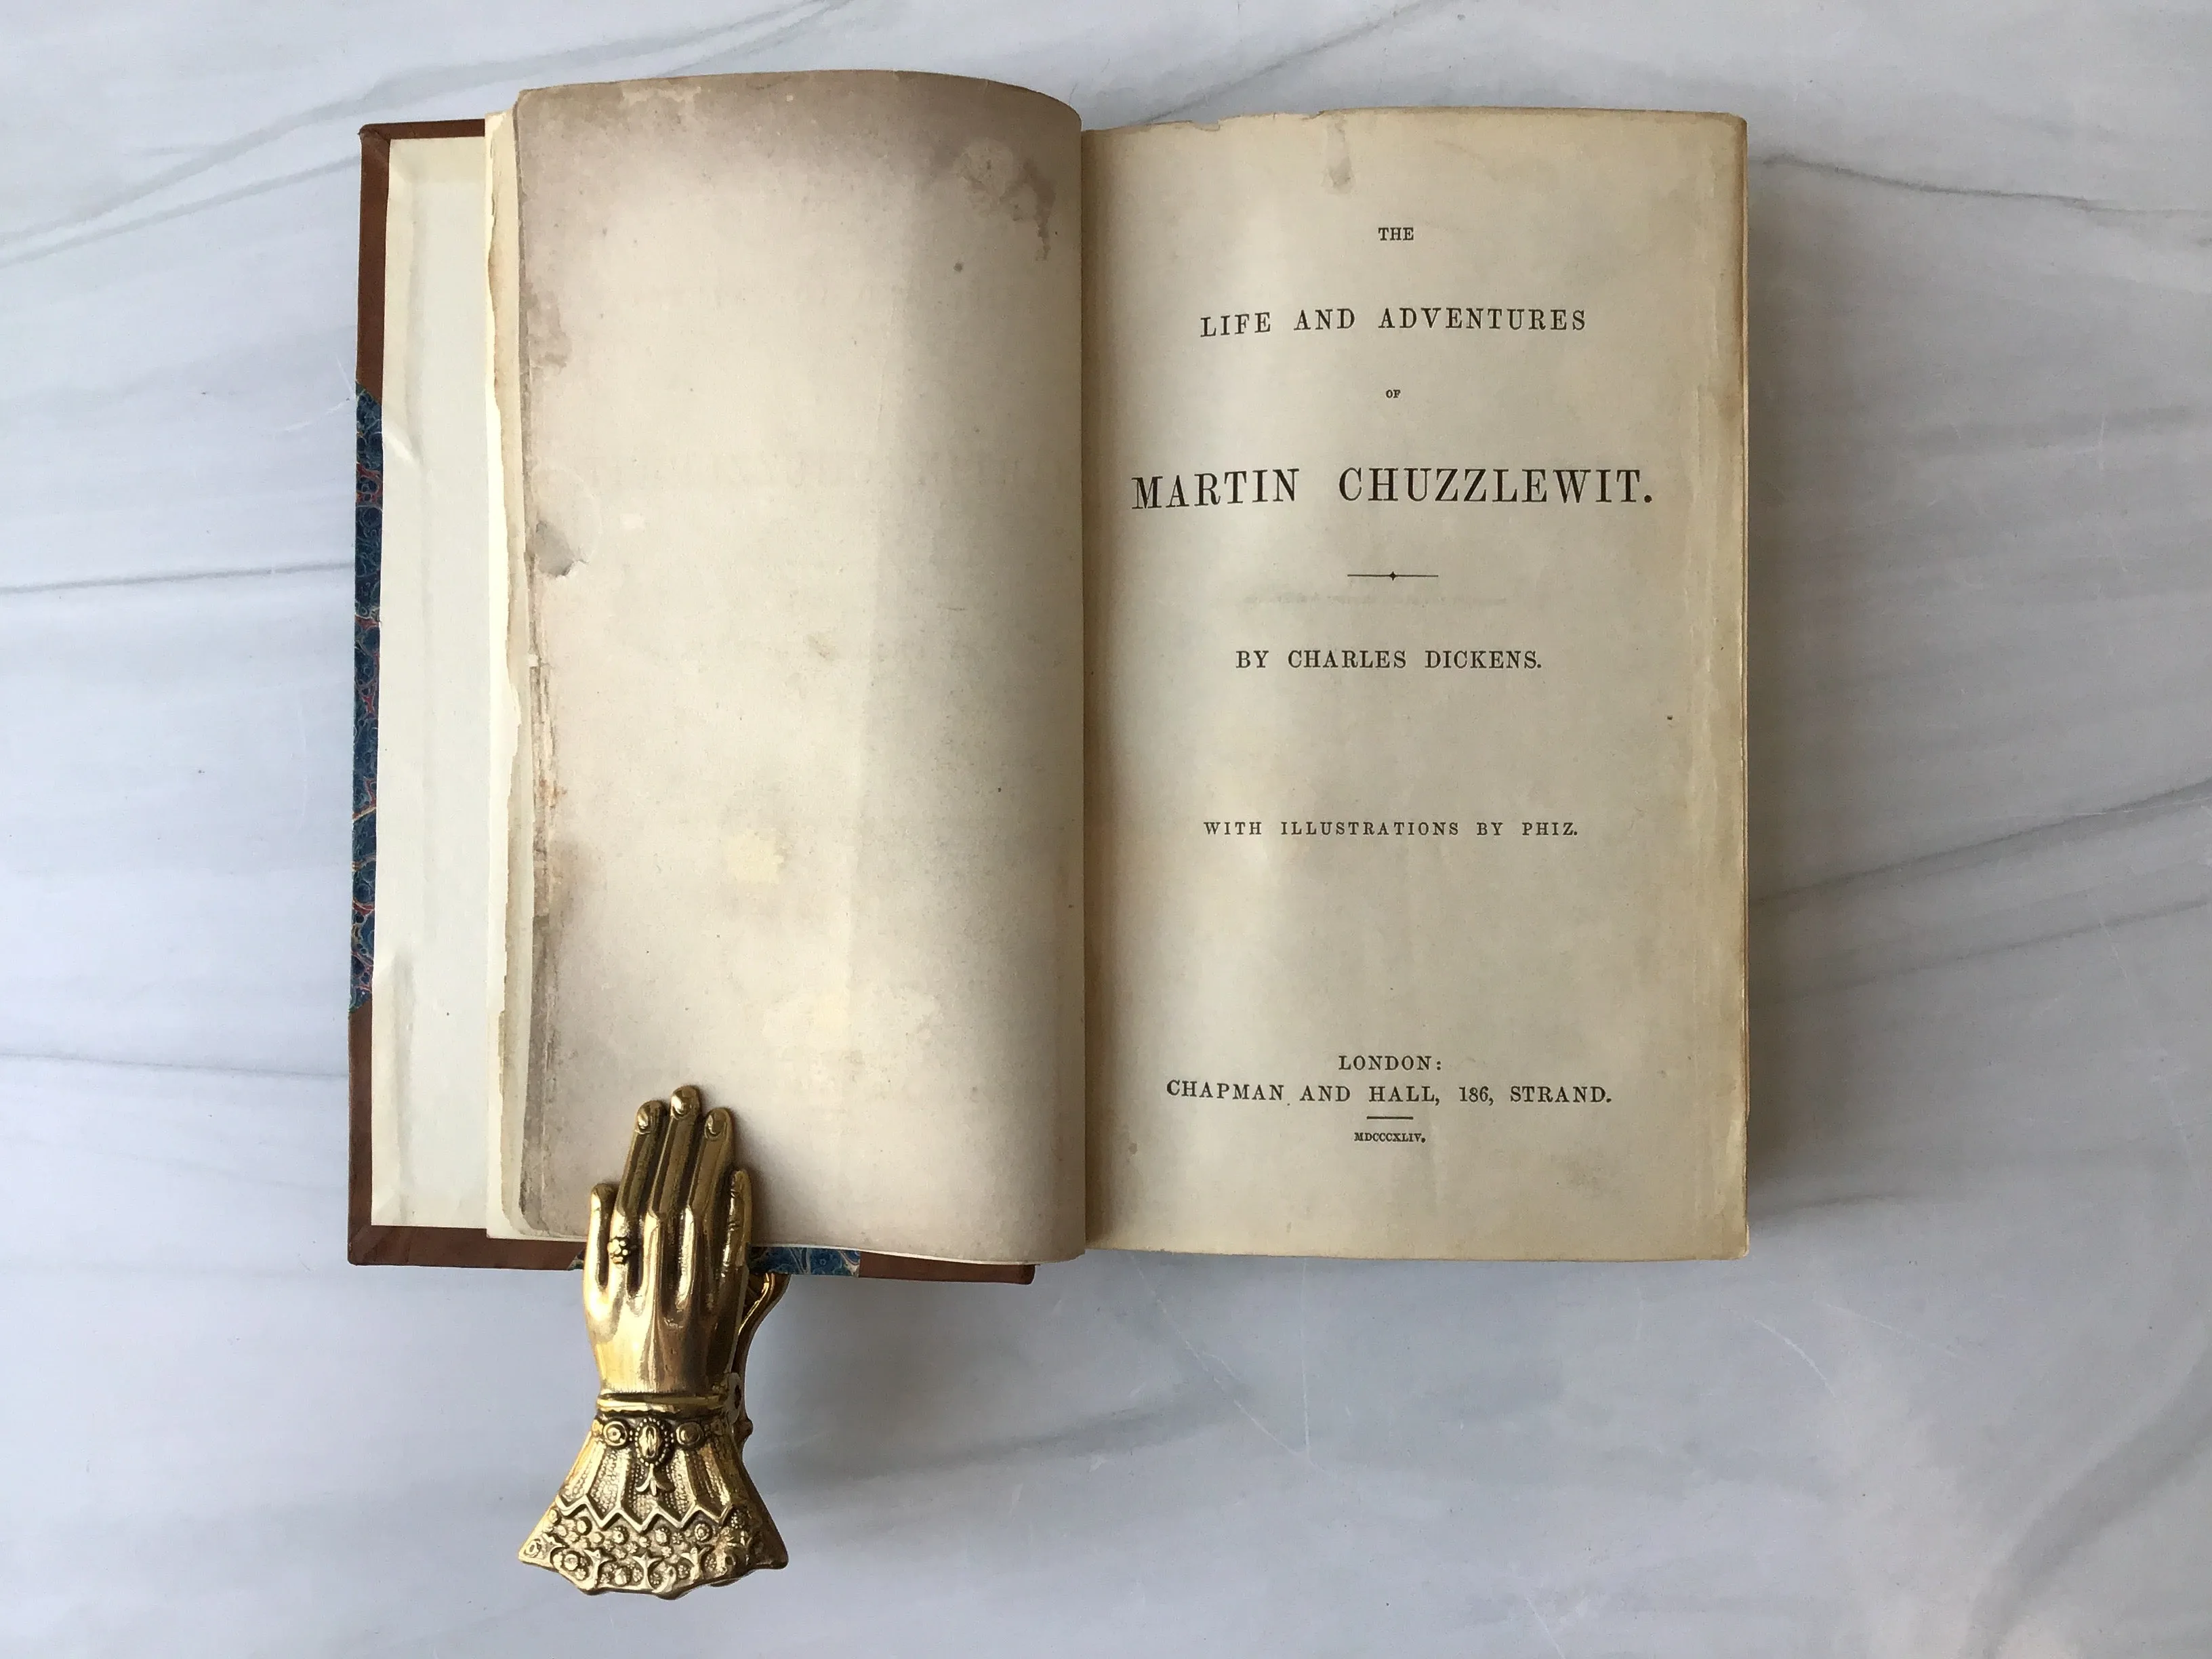 THE
LIFE AND ADVENTURES
OF
MARTIN CHUZZLEWIT.
BY CHARLES DICKENS.
WITH ILLUSTRATIONS BY PHIZ.
LONDON:
CHAPMAN AND HALL, 186, STRAND.
MDCCCXLIV.